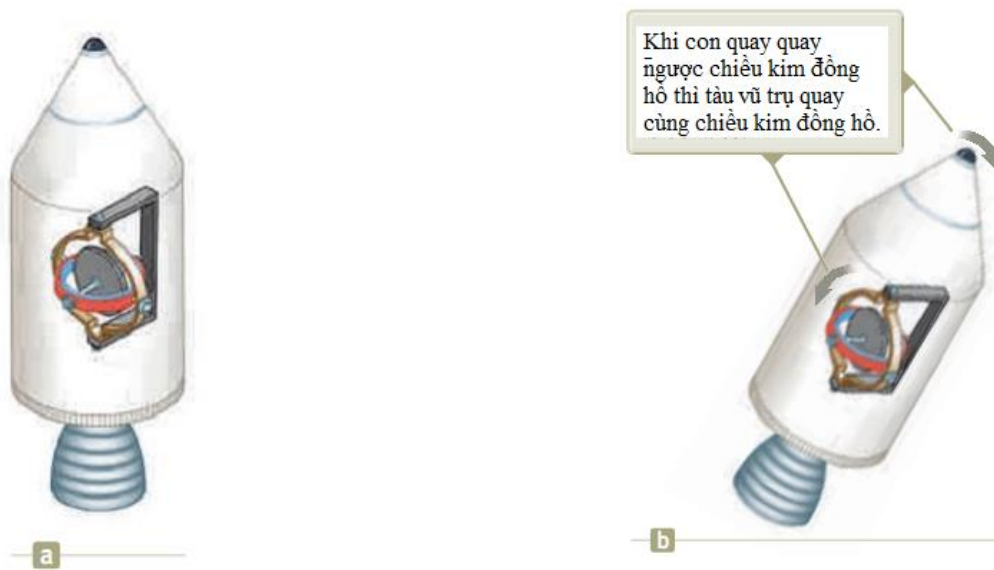 Khi con quay quay
ngược chiều kim đồng
hồ thì tàu vũ trụ quay
cùng chiều kim đồng hồ.
a
b